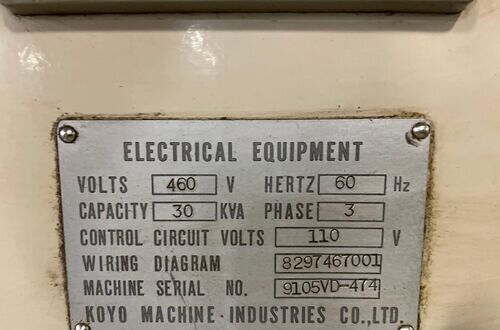 ELECTRICAL EQUIPMENT
VOLTS 460 V HERTZ 60 Hz
CAPACITY 30 KVA PHASE 3
CONTROL CIRCUIT VOLTS 110 V
WIRING DIAGRAM 8297467001
MACHINE SERIAL NO. 9105VD-474
KOYO MACHINE INDUSTRIES CO.,LTD.